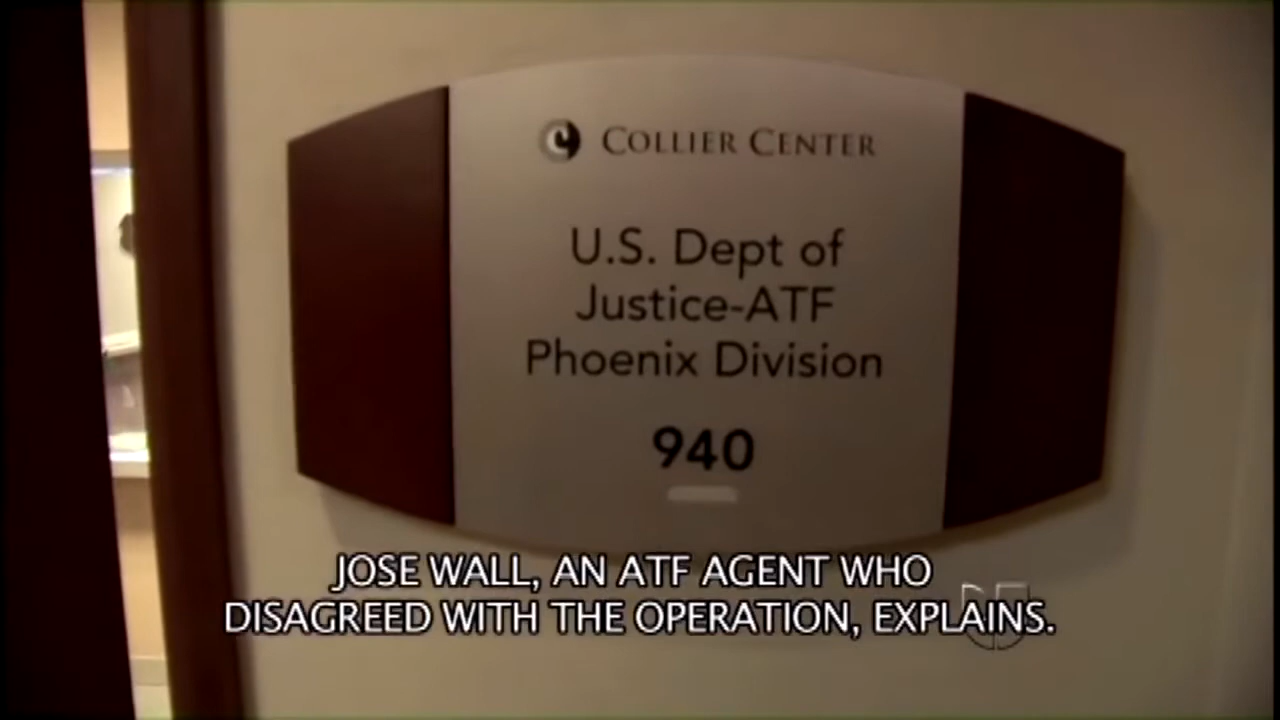 COLLIER CENTER
U.S. Dept of
Justice-ATF
Phoenix Division
940
JOSE WALL, AN ATF AGENT WHO
DISAGREED WITH THE OPERATION, EXPLAINS.